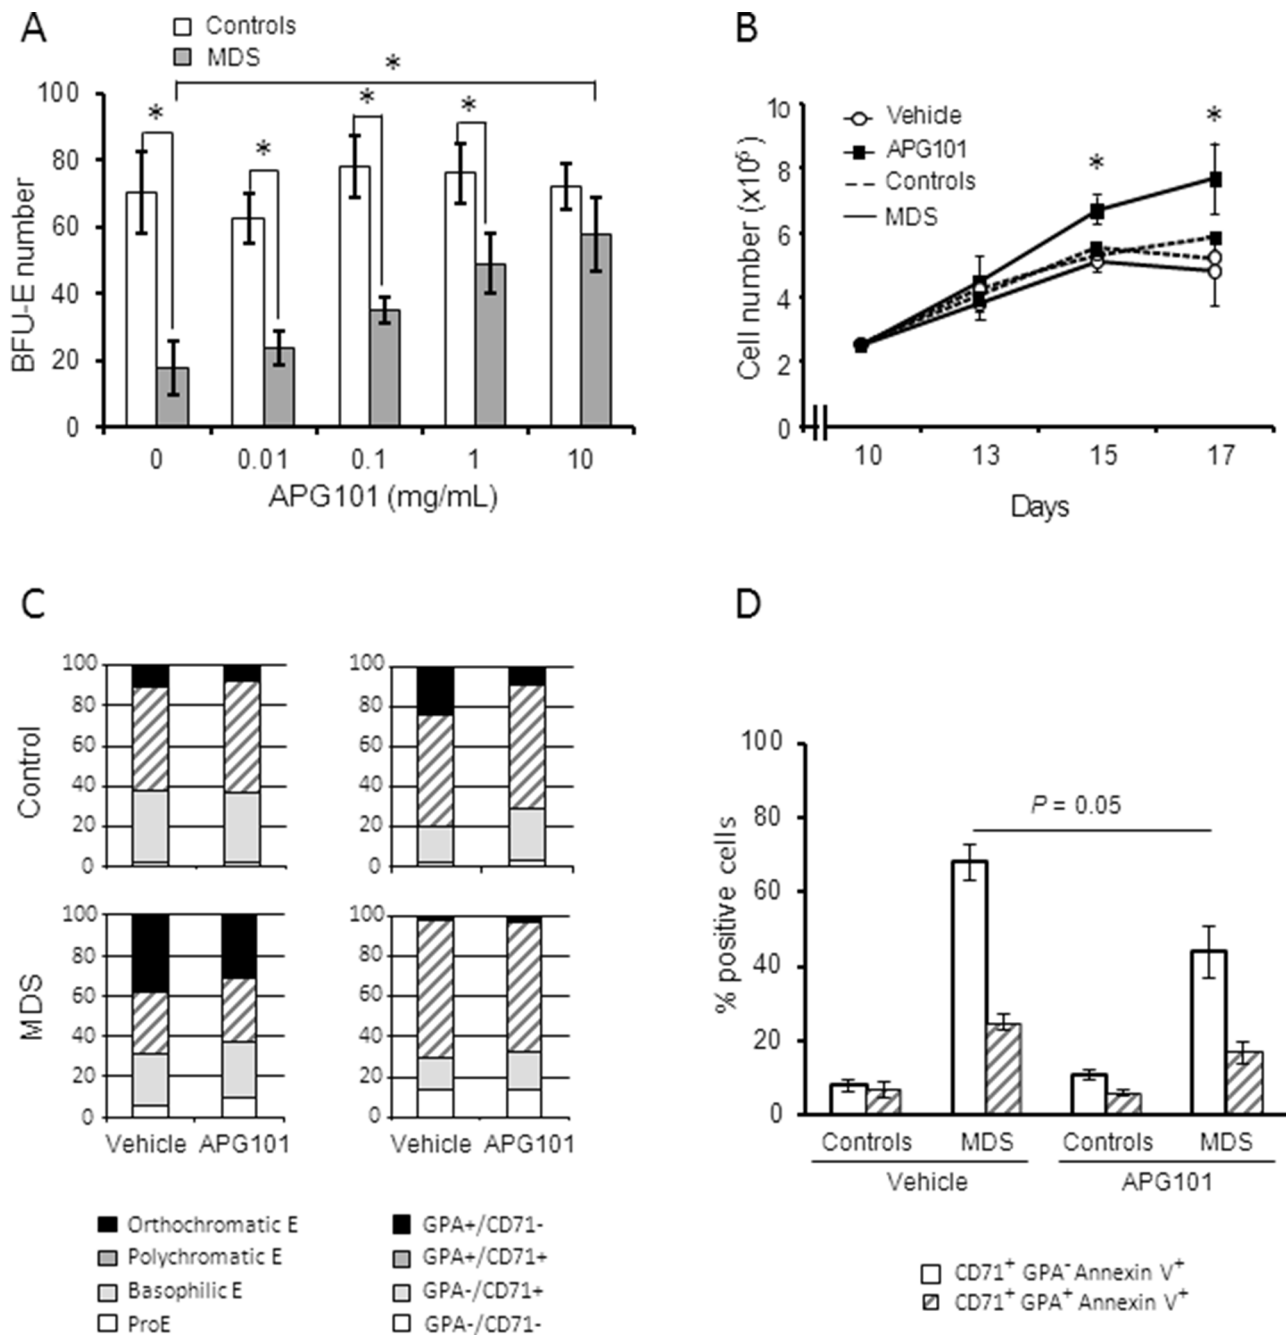 A
Controls
MDS
*
100
80
60
40
20
0
BFU-E number
* * * *
0 0.01 0.1 1 10
APG101 (mg/mL)
B
Vehicle
APG101
Controls
MDS
* *
10
8
6
4
2
0
Cell number (x10⁵)
10 13 15 17
Days
C
Control
100
80
60
40
20
0
100
80
60
40
20
0
MDS
100
80
60
40
20
0
100
80
60
40
20
0
Vehicle APG101 Vehicle APG101
Orthochromatic E
Polychromatic E
Basophilic E
ProE
GPA+/CD71-
GPA+/CD71+
GPA-/CD71+
GPA-/CD71-
D
100
80
60
40
20
0
% positive cells
P = 0.05
Controls MDS Controls MDS
Vehicle APG101
CD71⁺ GPA⁻ Annexin V⁺
CD71⁺ GPA⁺ Annexin V⁺